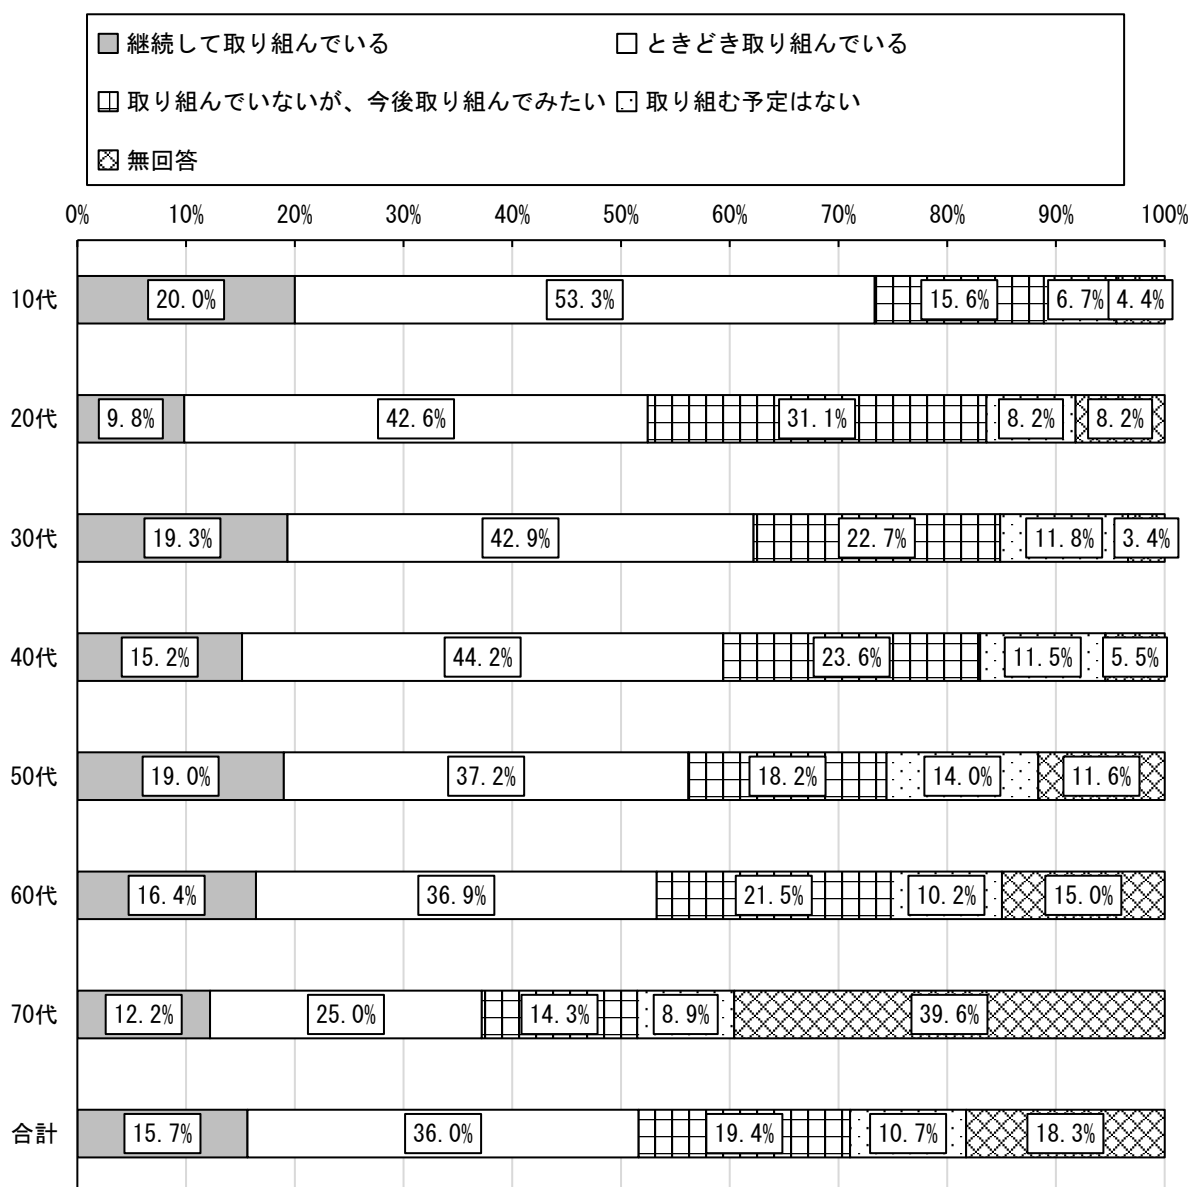 継続して取り組んでいる ときどき取り組んでいる
取り組んでいないが、今後取り組んでみたい 取り組む予定はない
無回答
0% 10% 20% 30% 40% 50% 60% 70% 80% 90% 100%
10代 20.0% 53.3% 15.6% 6.7% 4.4%
20代 9.8% 42.6% 31.1% 8.2% 8.2%
30代 19.3% 42.9% 22.7% 11.8% 3.4%
40代 15.2% 44.2% 23.6% 11.5% 5.5%
50代 19.0% 37.2% 18.2% 14.0% 11.6%
60代 16.4% 36.9% 21.5% 10.2% 15.0%
70代 12.2% 25.0% 14.3% 8.9% 39.6%
合計 15.7% 36.0% 19.4% 10.7% 18.3%